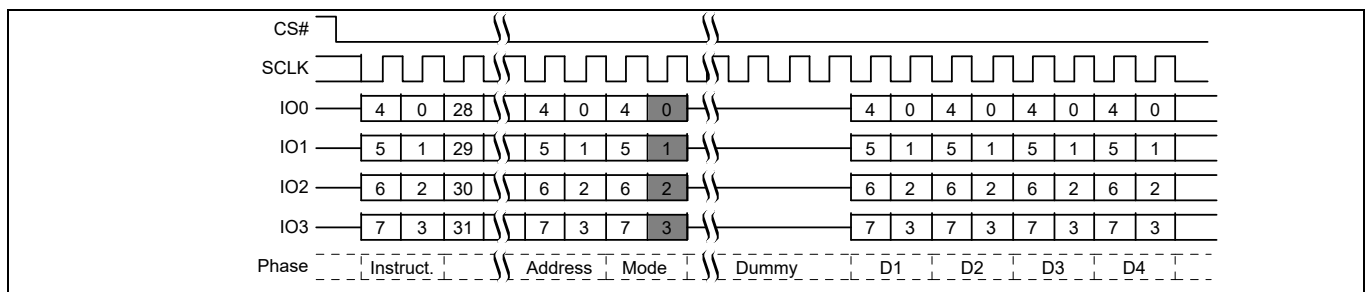 CS#
SCLK
IO0 4 0 28 4 0 4 0 4 0 4 0 4 0 4 0
IO1 5 1 29 5 1 5 1 5 1 5 1 5 1 5 1
IO2 6 2 30 6 2 6 2 6 2 6 2 6 2 6 2
IO3 7 3 31 7 3 7 3 7 3 7 3 7 3 7 3
Phase Instruct. Address Mode Dummy D1 D2 D3 D4